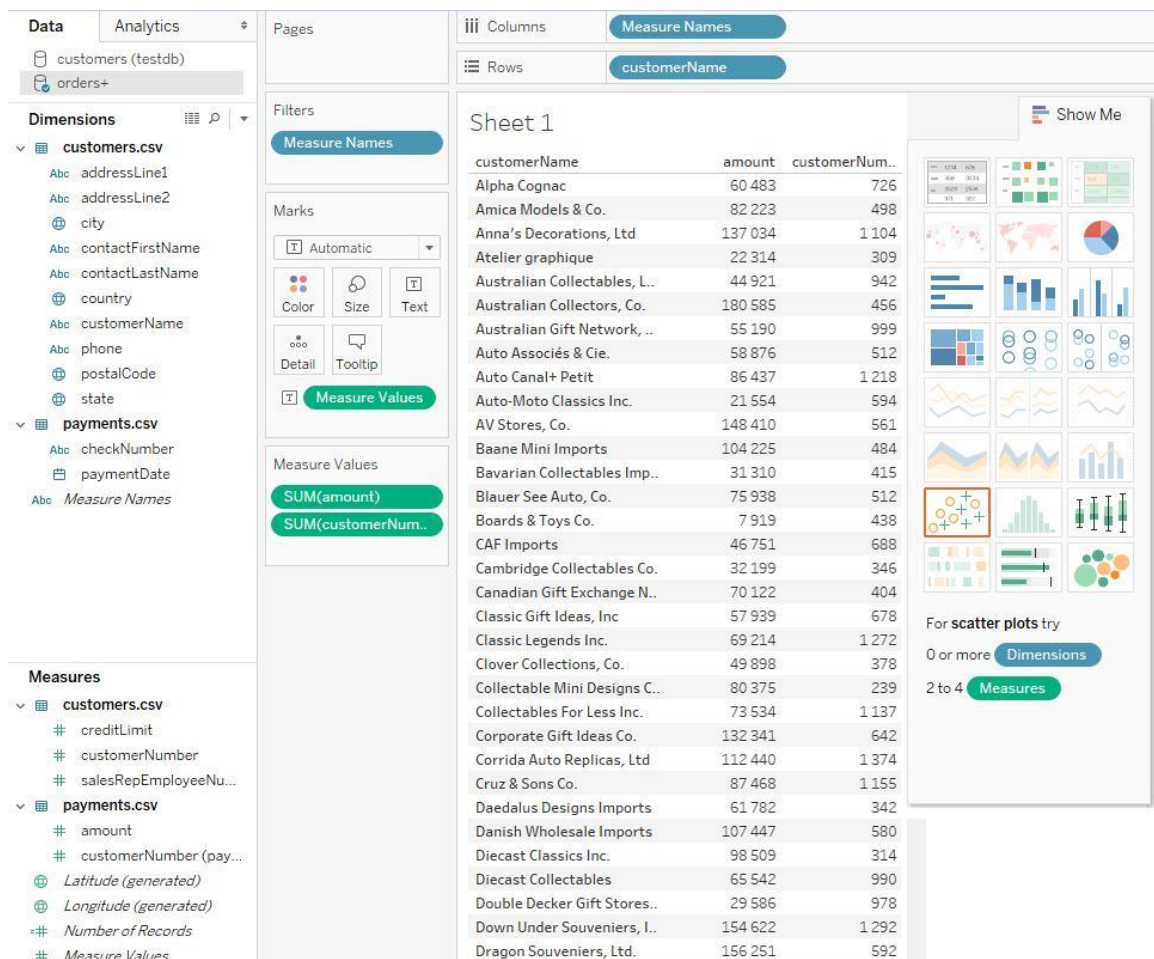 Data Analytics
customers (testdb)
orders+
Dimensions
customers.csv
Abc addressLine1
Abc addressLine2
city
Abc contactFirstName
Abc contactLastName
country
Abc customerName
Abc phone
postalCode
state
payments.csv
Abc checkNumber
paymentDate
Abc Measure Names
Measures
customers.csv
# creditLimit
# customerNumber
# salesRepEmployeeNu...
payments.csv
# amount
# customerNumber (pay...
Latitude (generated)
Longitude (generated)
=# Number of Records
# Measure Values
Pages
Filters
Measure Names
Marks
T Automatic
Color Size T Text
Detail Tooltip
T Measure Values
Measure Values
SUM(amount)
SUM(customerNum..
iii Columns Measure Names
Rows customerName
Sheet 1
customerName amount customerNum..
Alpha Cognac 60 483 726
Amica Models & Co. 82 223 498
Anna's Decorations, Ltd 137 034 1 104
Atelier graphique 22 314 309
Australian Collectables, L.. 44 921 942
Australian Collectors, Co. 180 585 456
Australian Gift Network, .. 55 190 999
Auto Associés & Cie. 58 876 512
Auto Canal+ Petit 86 437 1 218
Auto-Moto Classics Inc. 21 554 594
AV Stores, Co. 148 410 561
Baane Mini Imports 104 225 484
Bavarian Collectables Imp.. 31 310 415
Blauer See Auto, Co. 75 938 512
Boards & Toys Co. 7 919 438
CAF Imports 46 751 688
Cambridge Collectables Co. 32 199 346
Canadian Gift Exchange N.. 70 122 404
Classic Gift Ideas, Inc 57 939 678
Classic Legends Inc. 69 214 1 272
Clover Collections, Co. 49 898 378
Collectable Mini Designs C.. 80 375 239
Collectables For Less Inc. 73 534 1 137
Corporate Gift Ideas Co. 132 341 642
Corrida Auto Replicas, Ltd 112 440 1 374
Cruz & Sons Co. 87 468 1 155
Daedalus Designs Imports 61 782 342
Danish Wholesale Imports 107 447 580
Diecast Classics Inc. 98 509 314
Diecast Collectables 65 542 990
Double Decker Gift Stores.. 29 586 978
Down Under Souveniers, I.. 154 622 1 292
Dragon Souveniers, Ltd. 156 251 592
Show Me
For scatter plots try
0 or more Dimensions
2 to 4 Measures